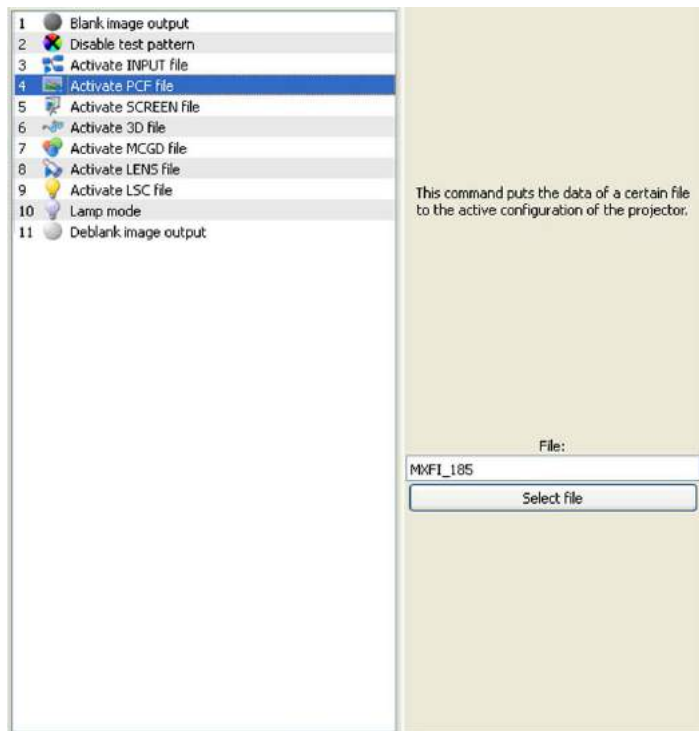 1 Blank image output
2 Disable test pattern
3 Activate INPUT file
4 Activate PCF file
5 Activate SCREEN file
6 Activate 3D file
7 Activate MCGD file
8 Activate LENS file
9 Activate LSC file
10 Lamp mode
11 Deblank image output
This command puts the data of a certain file
to the active configuration of the projector.
File:
MXFI_185
Select file